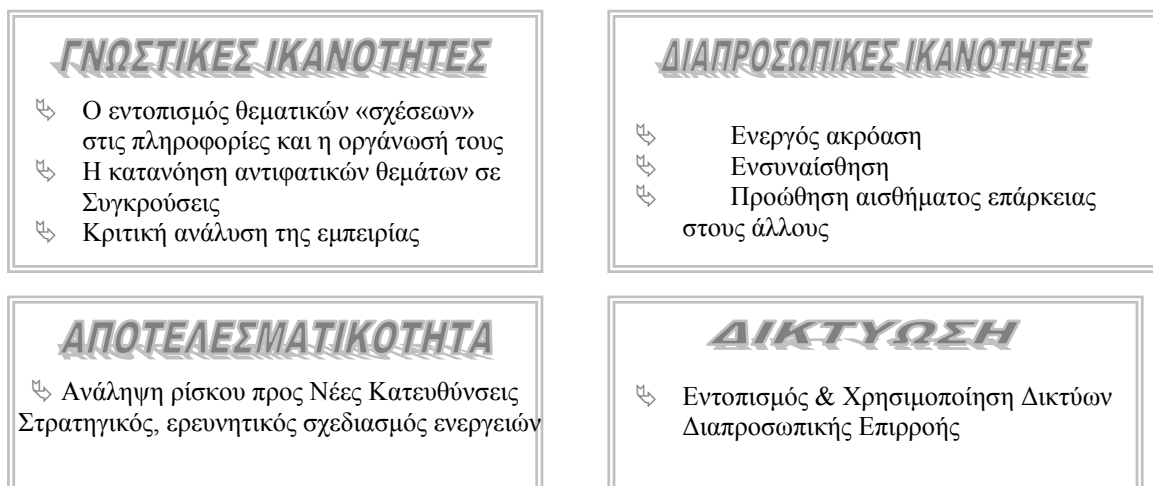 ΓΝΩΣΤΙΚΕΣ ΙΚΑΝΟΤΗΤΕΣ
Ο εντοπισμός θεματικών «σχέσεων»
στις πληροφορίες και η οργάνωσή τους
Η κατανόηση αντιφατικών θεμάτων σε
Συγκρούσεις
Κριτική ανάλυση της εμπειρίας
ΔΙΑΠΡΟΣΩΠΙΚΕΣ ΙΚΑΝΟΤΗΤΕΣ
Ενεργός ακρόαση
Ενσυναίσθηση
Προώθηση αισθήματος επάρκειας
στους άλλους
ΑΠΟΤΕΛΕΣΜΑΤΙΚΟΤΗΤΑ
Ανάληψη ρίσκου προς Νέες Κατευθύνσεις
Στρατηγικός, ερευνητικός σχεδιασμός ενεργειών
ΔΙΚΤΥΩΣΗ
Εντοπισμός & Χρησιμοποίηση Δικτύων
Διαπροσωπικής Επιρροής